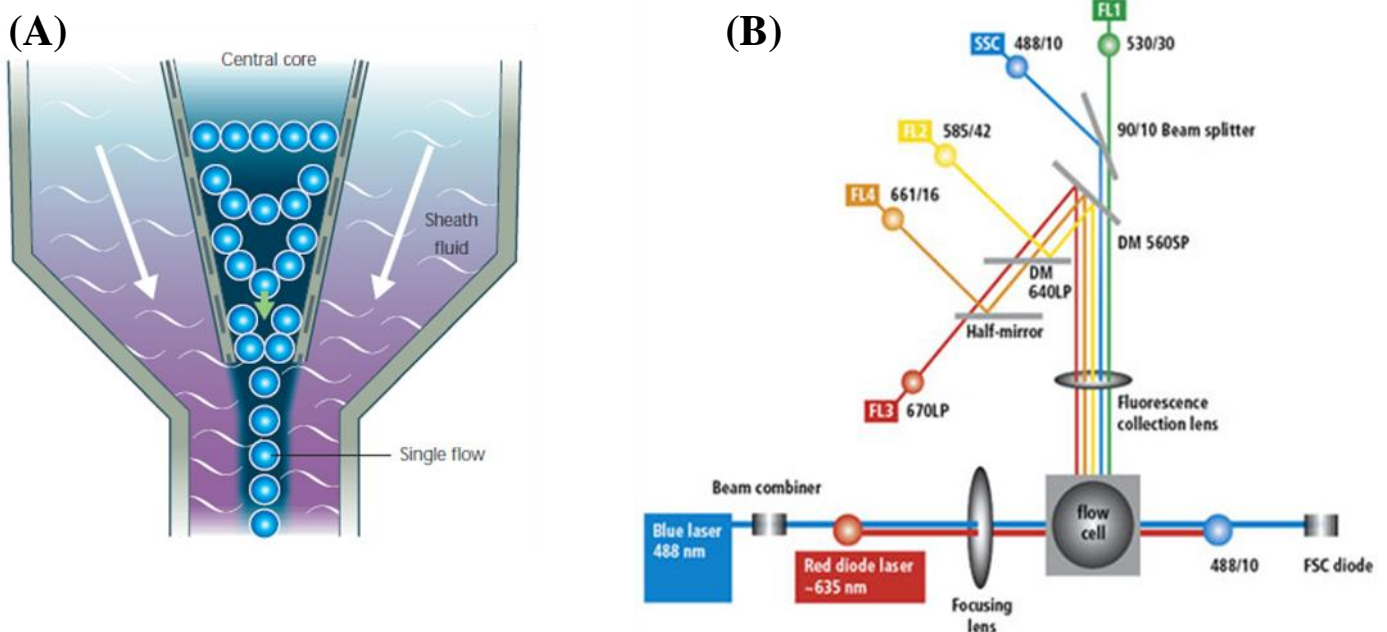 (A)
Central core
Sheath
fluid
Single flow
(B)
FL1
530/30
SSC 488/10
90/10 Beam splitter
FL2 585/42
FL4 661/16
DM 560SP
DM
640LP
Half-mirror
FL3 670LP
Fluorescence
collection lens
Beam combiner
Blue laser
488 nm
Red diode laser
~635 nm
Focusing
lens
flow
cell
488/10
FSC diode